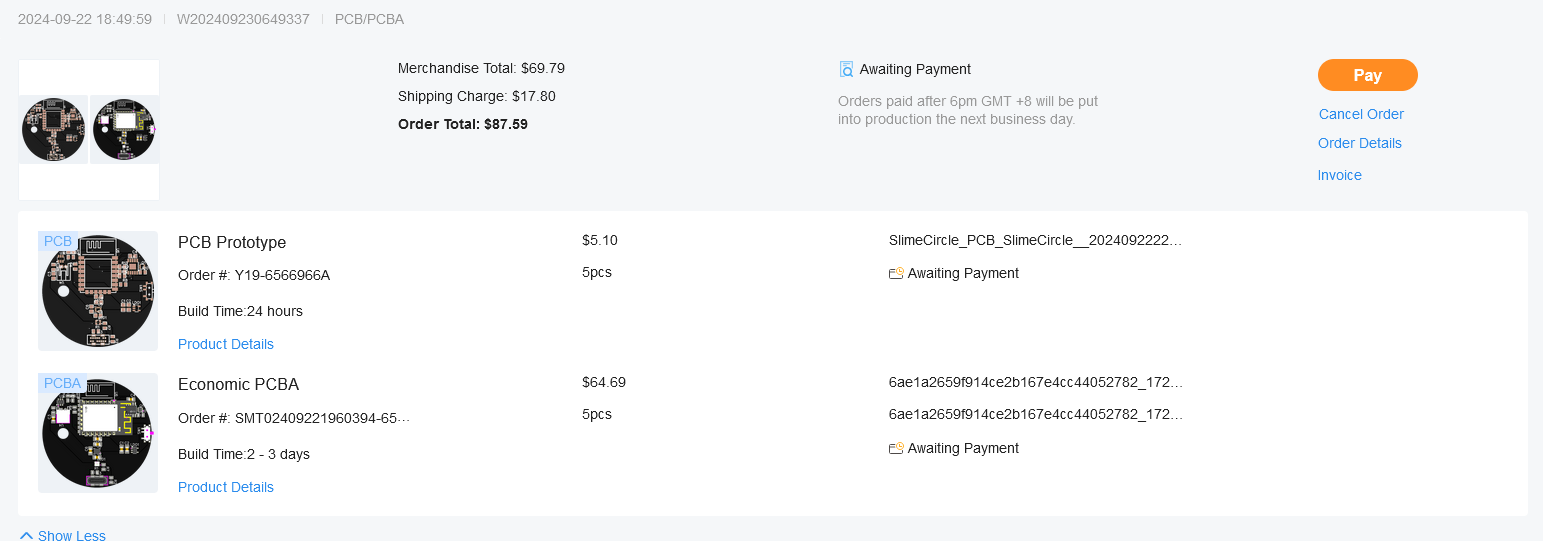 2024-09-22 18:49:59 W202409230649337 PCB/PCBA
Merchandise Total: $69.79
Shipping Charge: $17.80
Order Total: $87.59
Awaiting Payment
Orders paid after 6pm GMT +8 will be put
into production the next business day.
Pay
Cancel Order
Order Details
Invoice
PCB
PCB Prototype
Order #: Y19-6566966A
Build Time:24 hours
Product Details
$5.10
5pcs
SlimeCircle_PCB_SlimeCircle__2024092222...
Awaiting Payment
PCBA
Economic PCBA
Order #: SMT02409221960394-65...
Build Time:2 - 3 days
Product Details
$64.69
5pcs
6ae1a2659f914ce2b167e4cc44052782_172...
6ae1a2659f914ce2b167e4cc44052782_172...
Awaiting Payment
Show Less